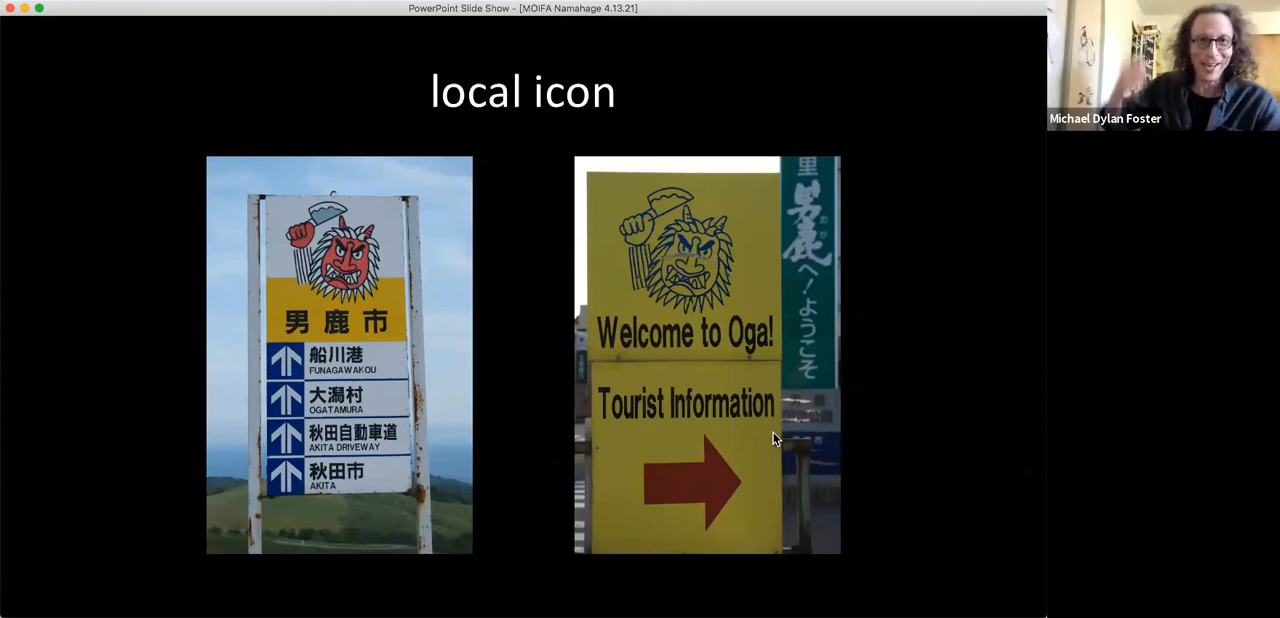 PowerPoint Slide Show - [MOIFA Namahage 4.13.21]
local icon
男鹿市
船川港
FUNAGAWAKOU
大潟村
OGATAMURA
秋田自動車道
AKITA DRIVEWAY
秋田市
AKITA
Welcome to Oga!
Tourist Information
里
男鹿
おが
へ!ようこそ
Michael Dylan Foster